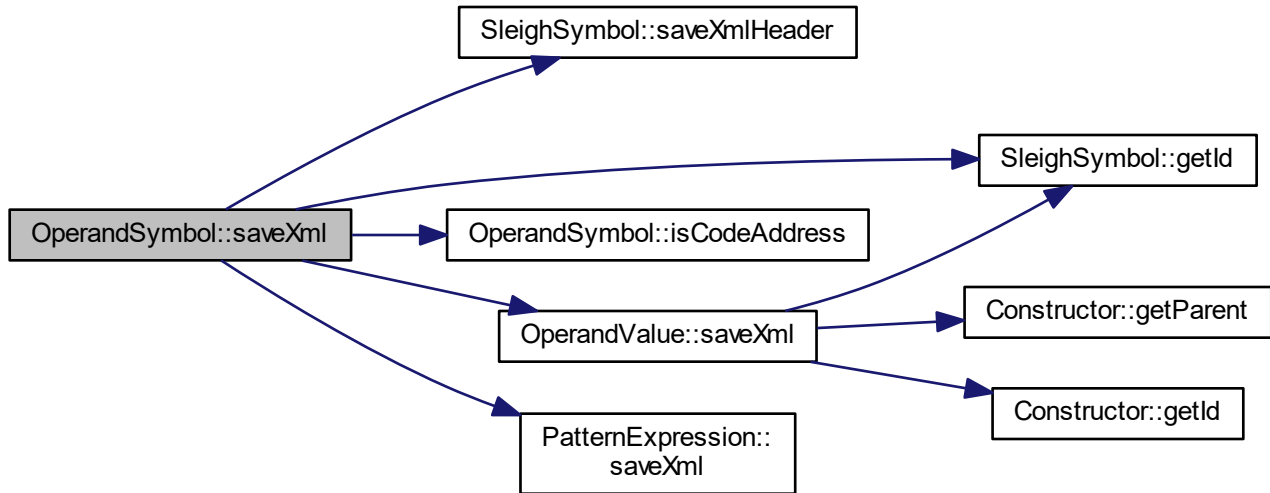 SleighSymbol::saveXmlHeader
SleighSymbol::getId
OperandSymbol::saveXml
OperandSymbol::isCodeAddress
Constructor::getParent
OperandValue::saveXml
Constructor::getId
PatternExpression::
saveXml